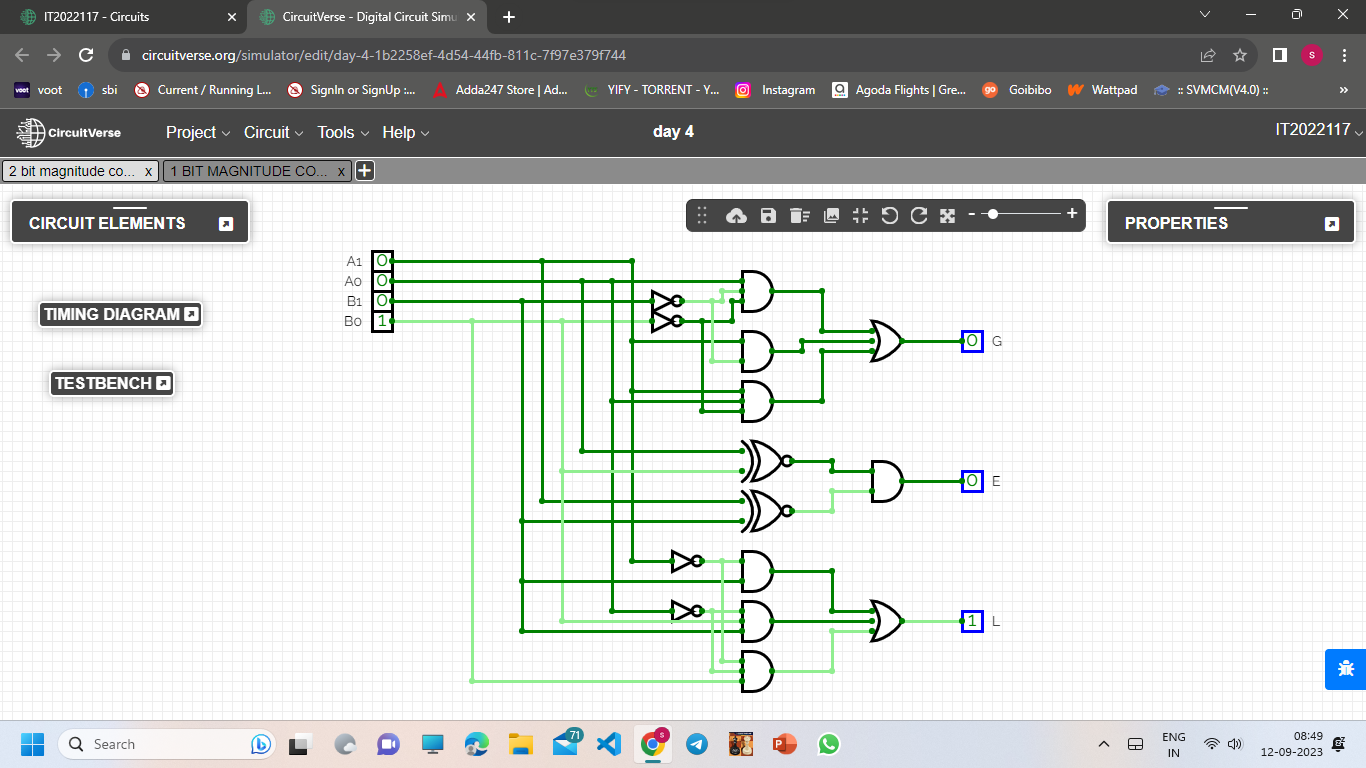 IT2022117 - Circuits
CircuitVerse - Digital Circuit Simu
circuitverse.org/simulator/edit/day-4-1b2258ef-4d54-44fb-811c-7f97e379f744
s
voot voot
sbi
Current / Running L...
SignIn or SignUp :...
Adda247 Store | Ad...
YIFY - TORRENT - Y...
Instagram
Agoda Flights | Gre...
go Goibibo
Wattpad
:: SVMCM(V4.0) ::
»
CircuitVerse
Project
Circuit
Tools
Help
day 4
IT2022117
2 bit magnitude co... x
1 BIT MAGNITUDE CO... x
+
CIRCUIT ELEMENTS
- +
PROPERTIES
TIMING DIAGRAM
TESTBENCH
A1 0
A0 0
B1 0
B0 1
0 G
0 E
1 L
Search
71
s
P
ENG
IN
08:49
12-09-2023